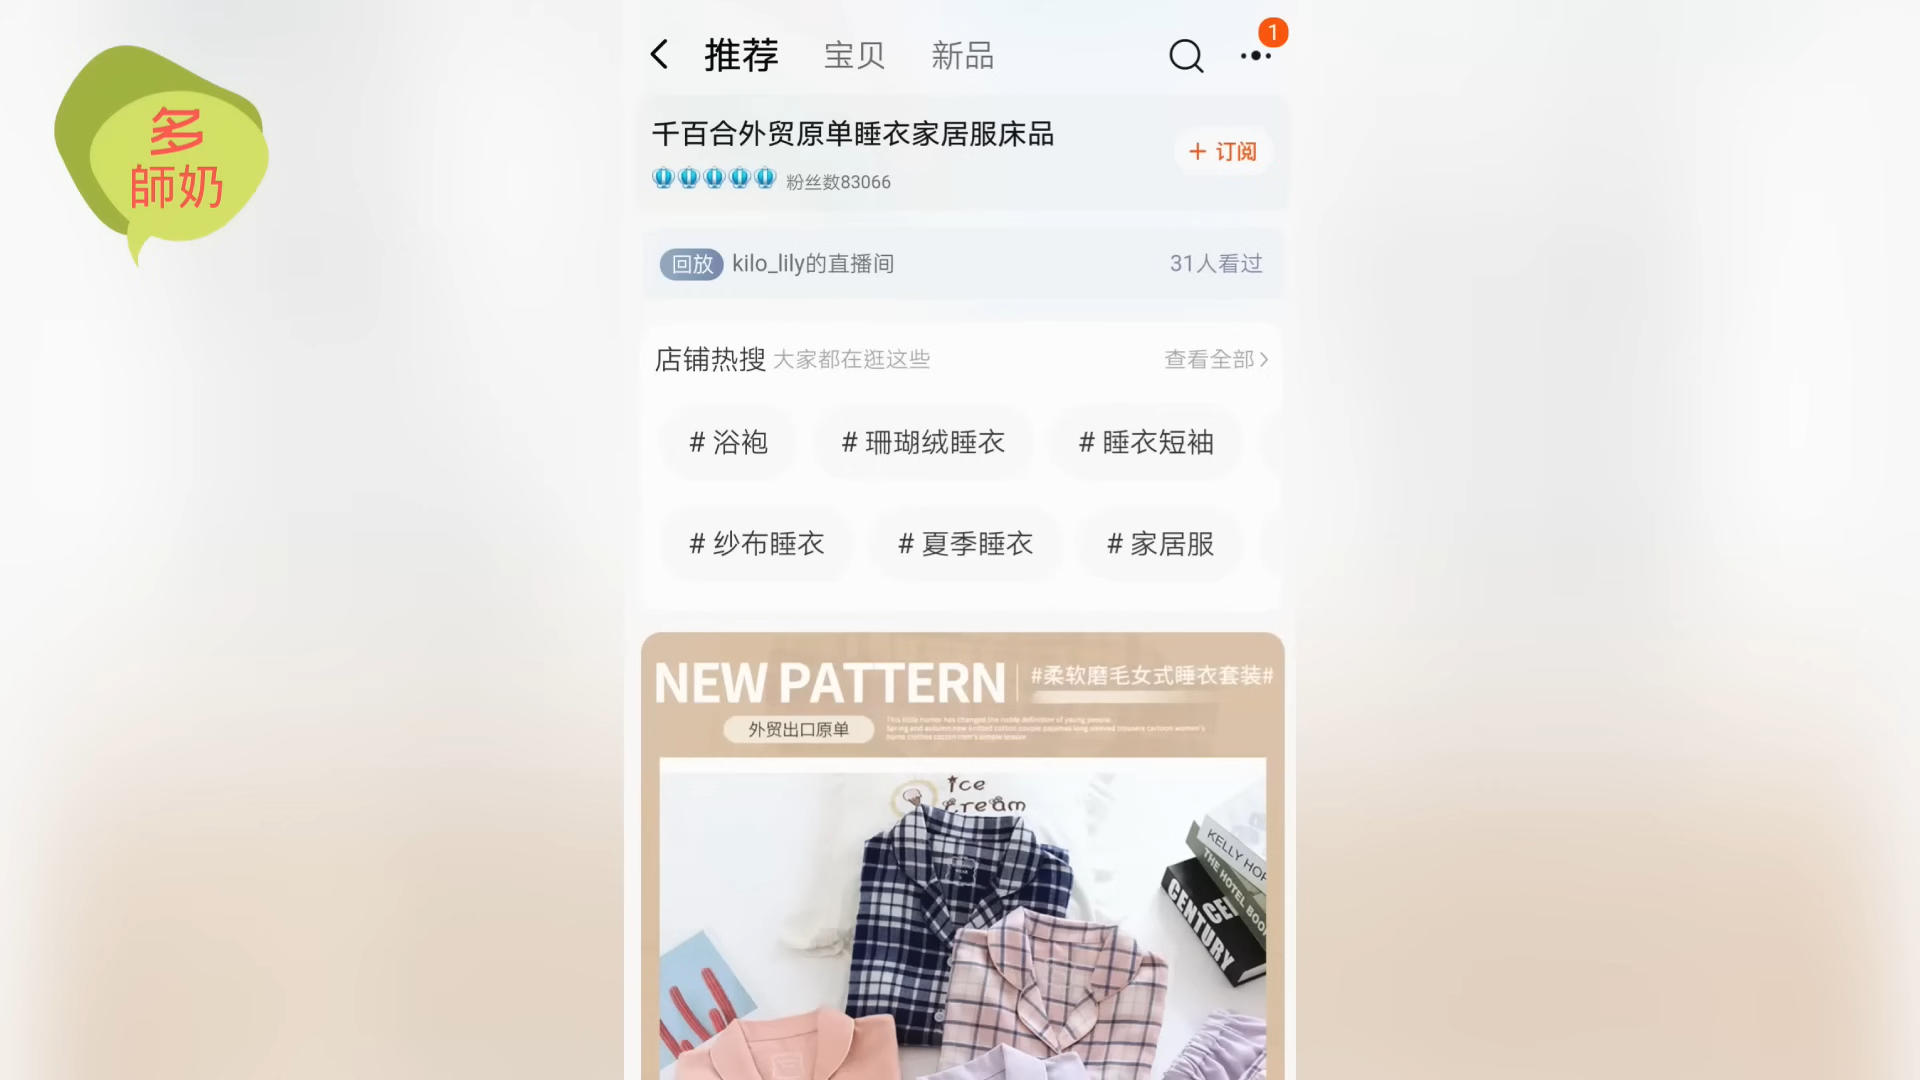 多
師奶
推荐 宝贝 新品
1
千百合外贸原单睡衣家居服床品
+ 订阅
粉丝数83066
回放 kilo_lily的直播间 31人看过
店铺热搜 大家都在逛这些 查看全部
# 浴袍 # 珊瑚绒睡衣 # 睡衣短袖
# 纱布睡衣 # 夏季睡衣 # 家居服
NEW PATTERN #柔软磨毛女式睡衣套装#
外贸出口原单
ice
cream
KELLY HOP
THE HOTEL BOOK
CENTURY